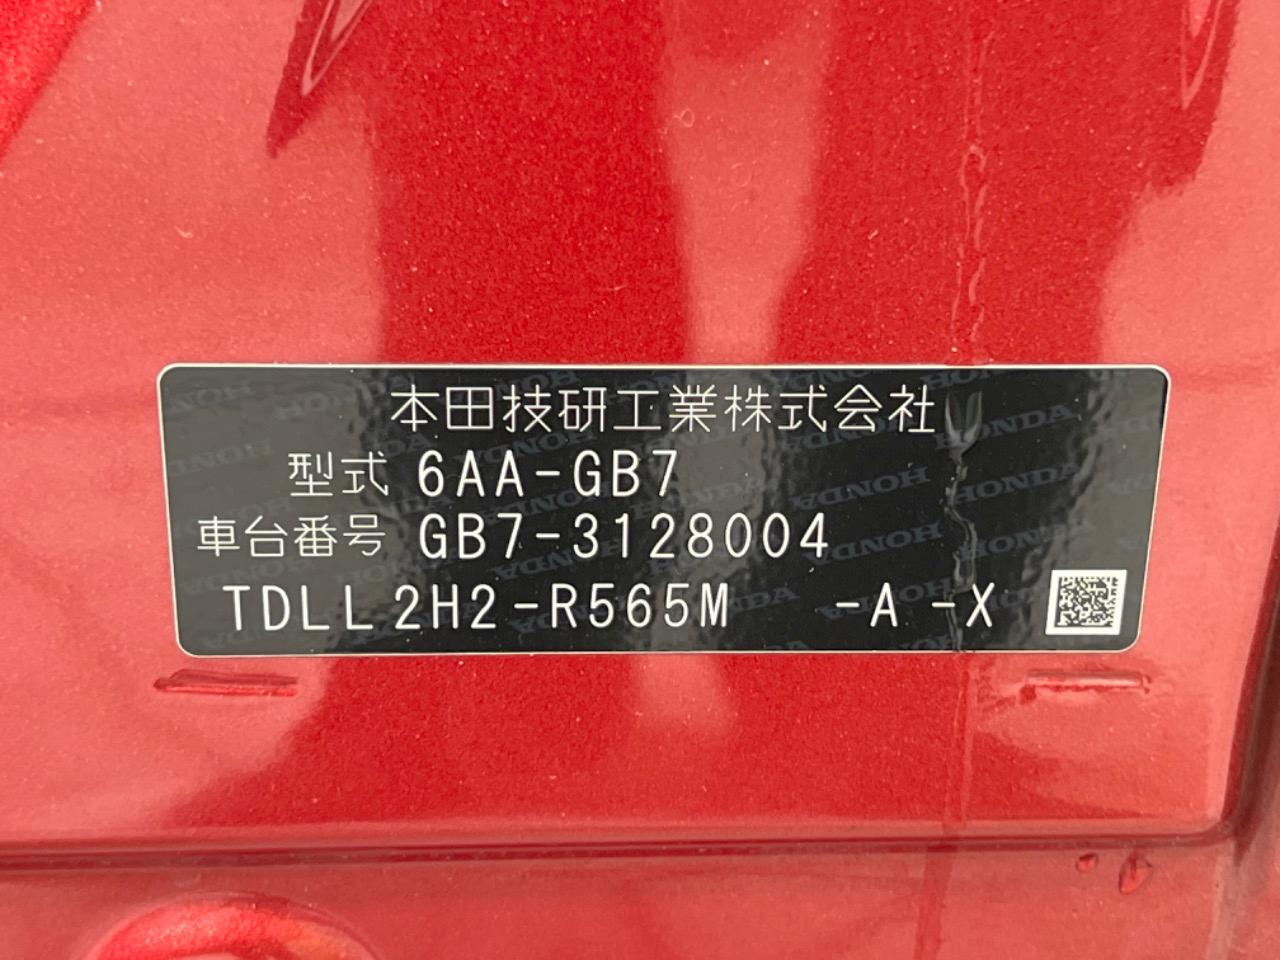 本田技研工業株式会社
型式 6AA-GB7
車台番号 GB7-3128004
TDLL2H2-R565M -A -X